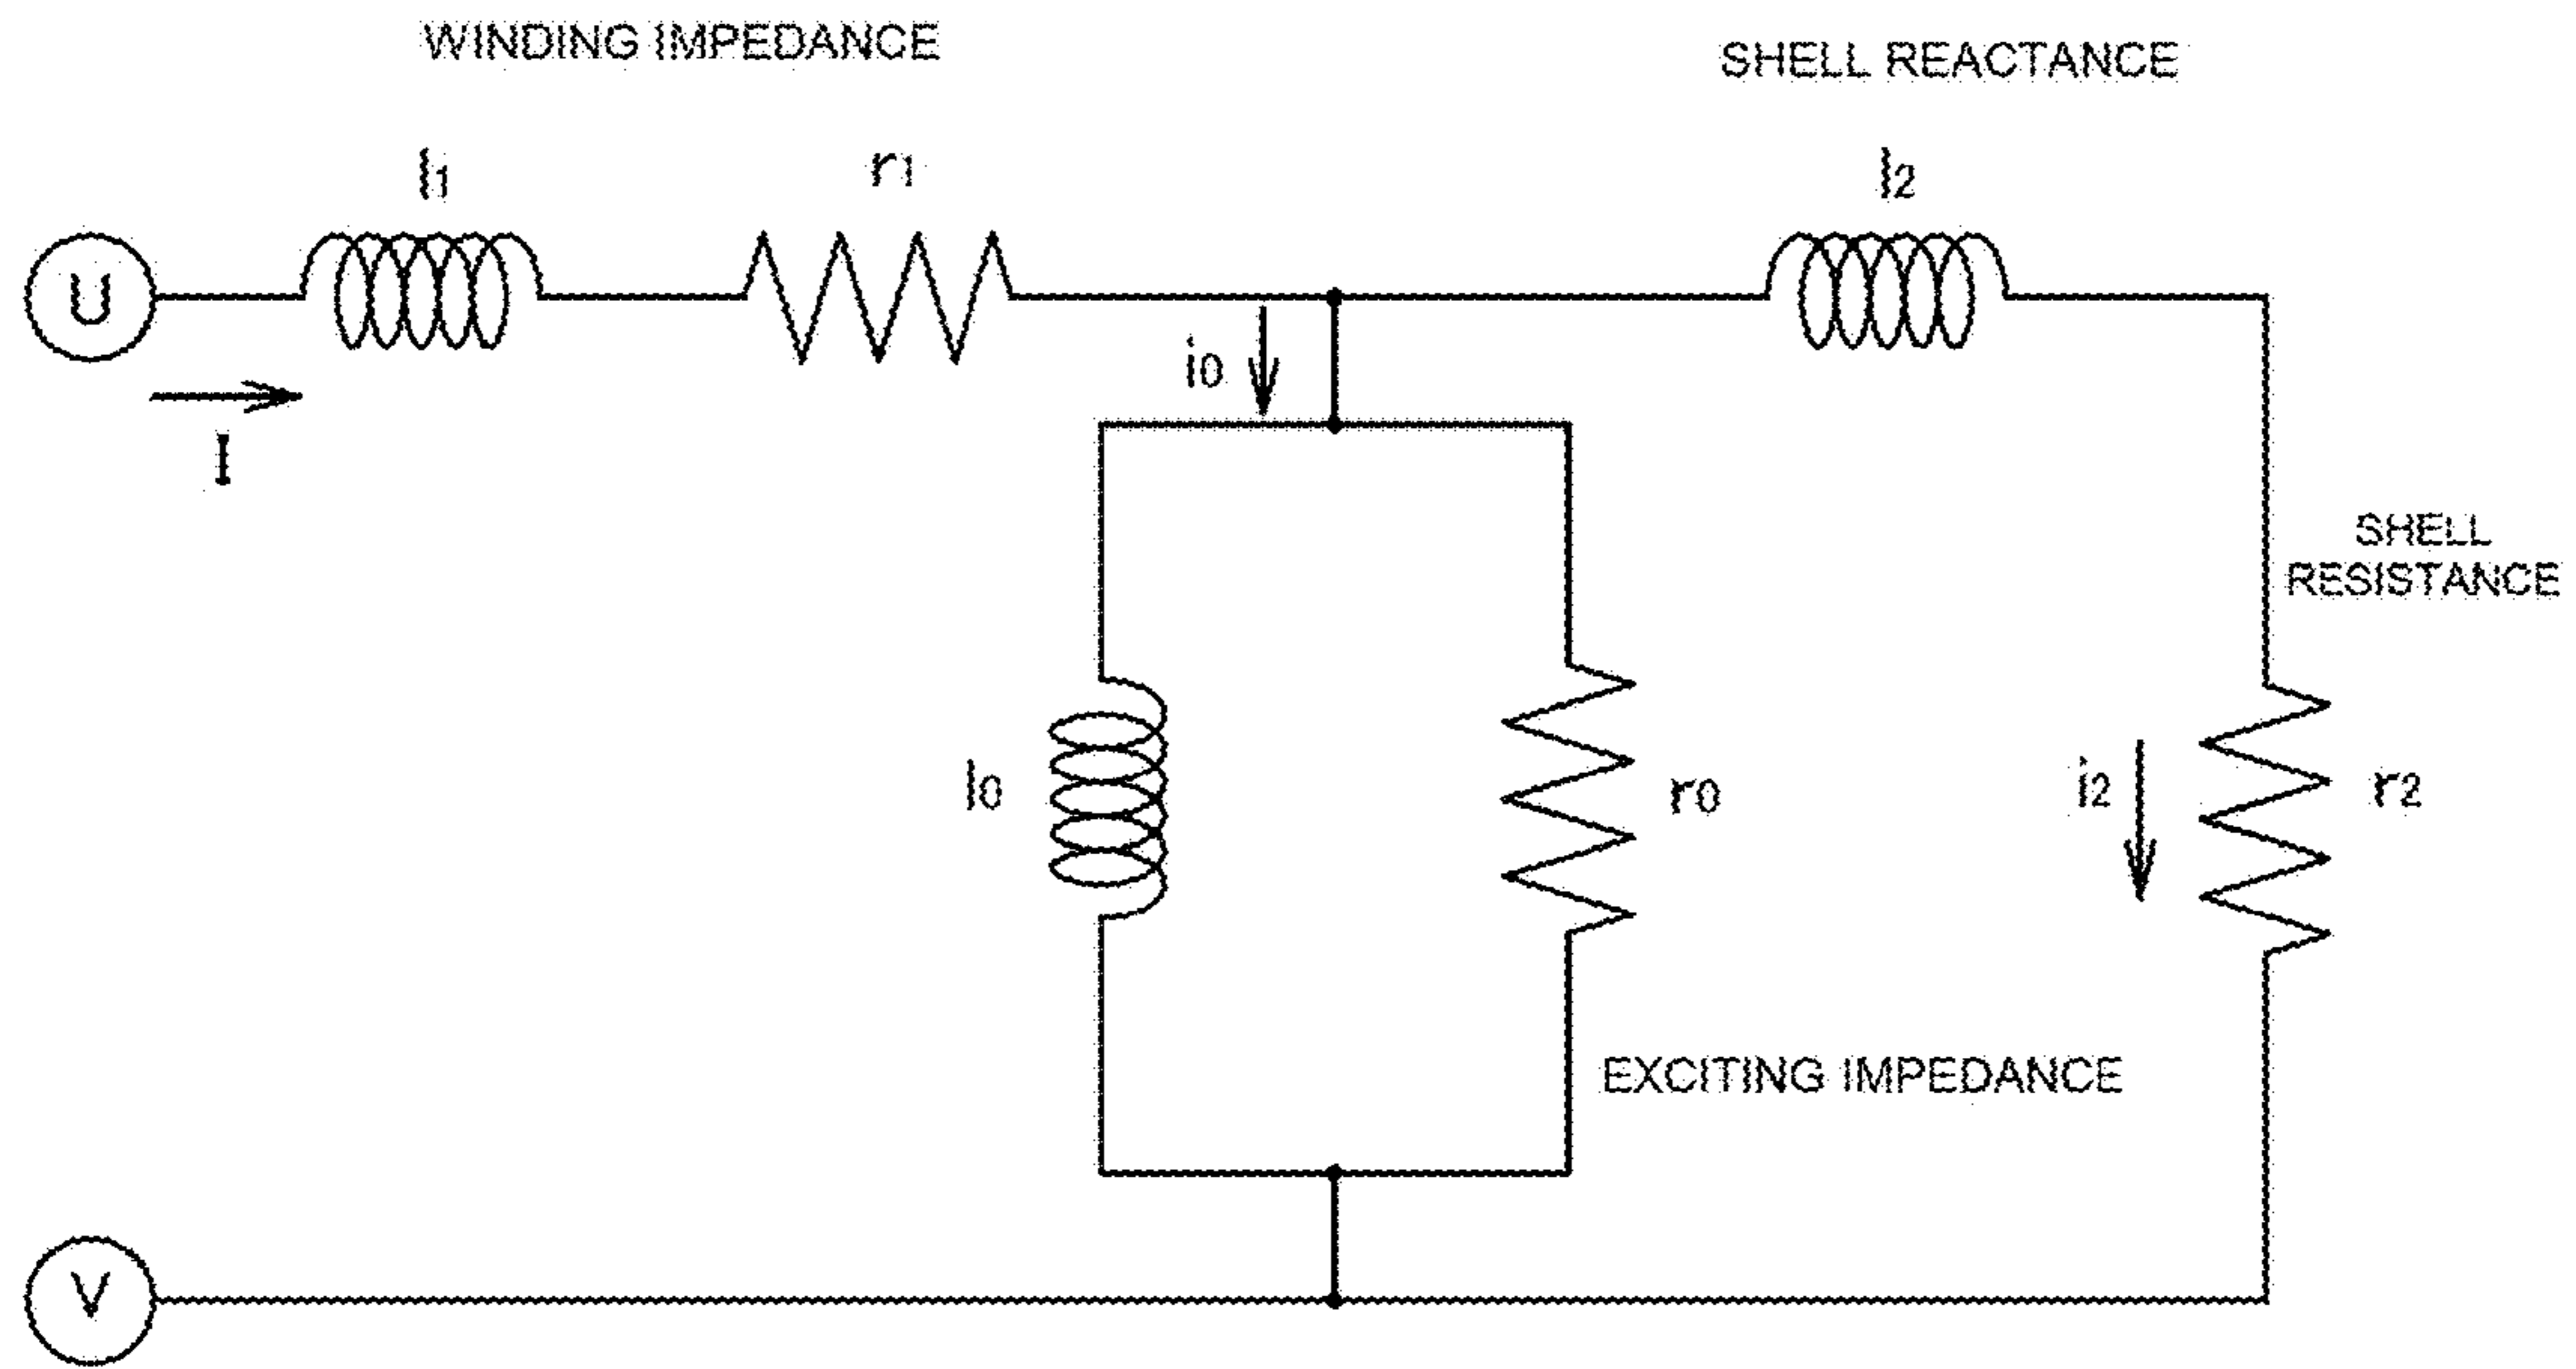 WINDING IMPEDANCE
SHELL REACTANCE
l1
r1
l2
U
i0
I
SHELL
RESISTANCE
l0
r0
i2
r2
EXCITING IMPEDANCE
V